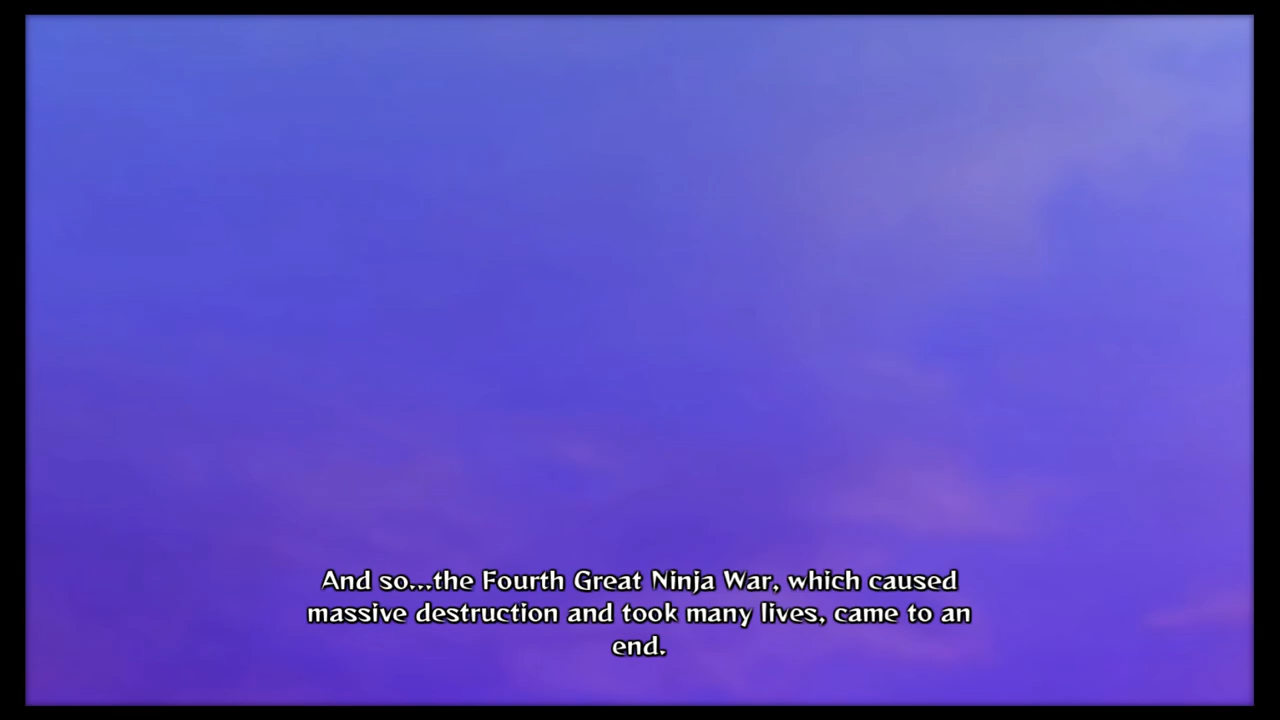 And so...the Fourth Great Ninja War, which caused
massive destruction and took many lives, came to an
end.